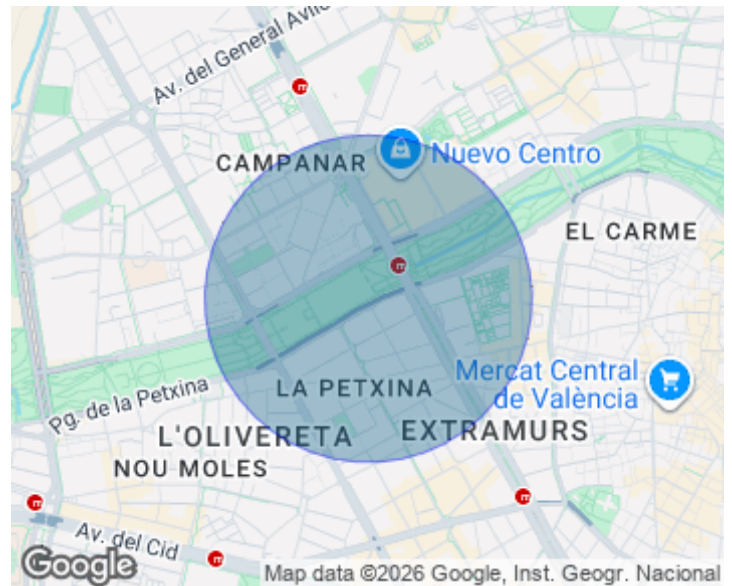 Av. del General Avilé
CAMPANAR
Nuevo Centro
EL CARME
Mercat Central
de València
LA PETXINA
Pg. de la Petxina
L'OLIVERETA
EXTRAMURS
NOU MOLES
Av. del Cid
Google
Map data ©2026 Google, Inst. Geogr. Nacional